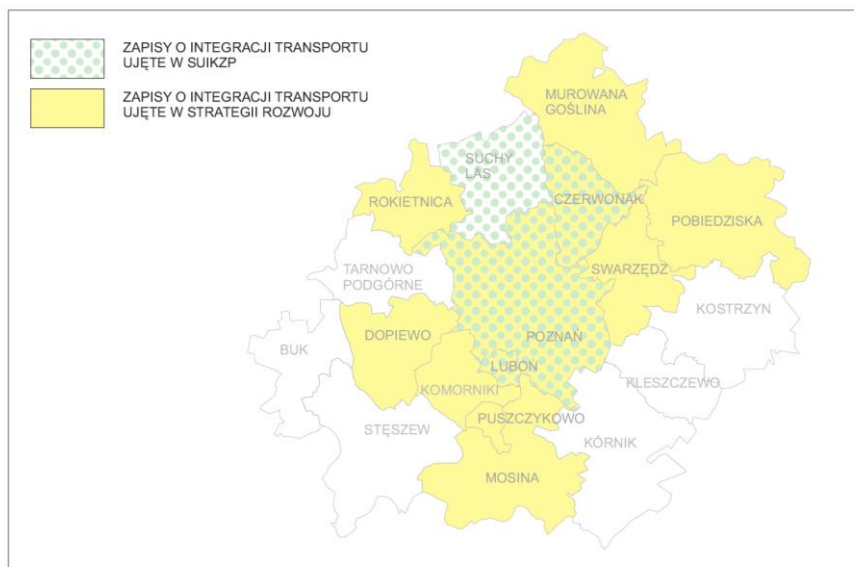 ZAPISY O INTEGRACJI TRANSPORTU
UJĘTE W SUIKZP
ZAPISY O INTEGRACJI TRANSPORTU
UJĘTE W STRATEGII ROZWOJU
MUROWANA
GOŚLINA
SUCHY
LAS
ROKIETNICA
CZERWONAK
POBIEDZISKA
SWARZĘDZ
TARNOWO
PODGÓRNE
KOSTRZYN
DOPIEWO
POZNAŃ
BUK
LUBOŃ
KLESZCZEWO
KOMORNIKI
PUSZCZYKOWO
STĘSZEW
KÓRNIK
MOSINA